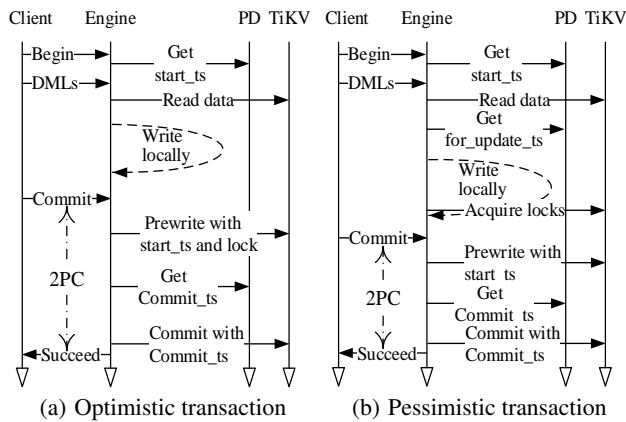 Client Engine PD TiKV
Begin
Get
start_ts
DMLs
Read data
Write
locally
Commit
Prewrite with
start_ts and lock
2PC
Get
Commit_ts
Commit with
Commit_ts
Succeed
(a) Optimistic transaction
Client Engine PD TiKV
Begin
Get
start_ts
DMLs
Read data
Get
for_update_ts
Write
locally
Acquire locks
Commit
Prewrite with
start_ts
2PC
Get
Commit_ts
Commit with
Commit_ts
Succeed
(b) Pessimistic transaction